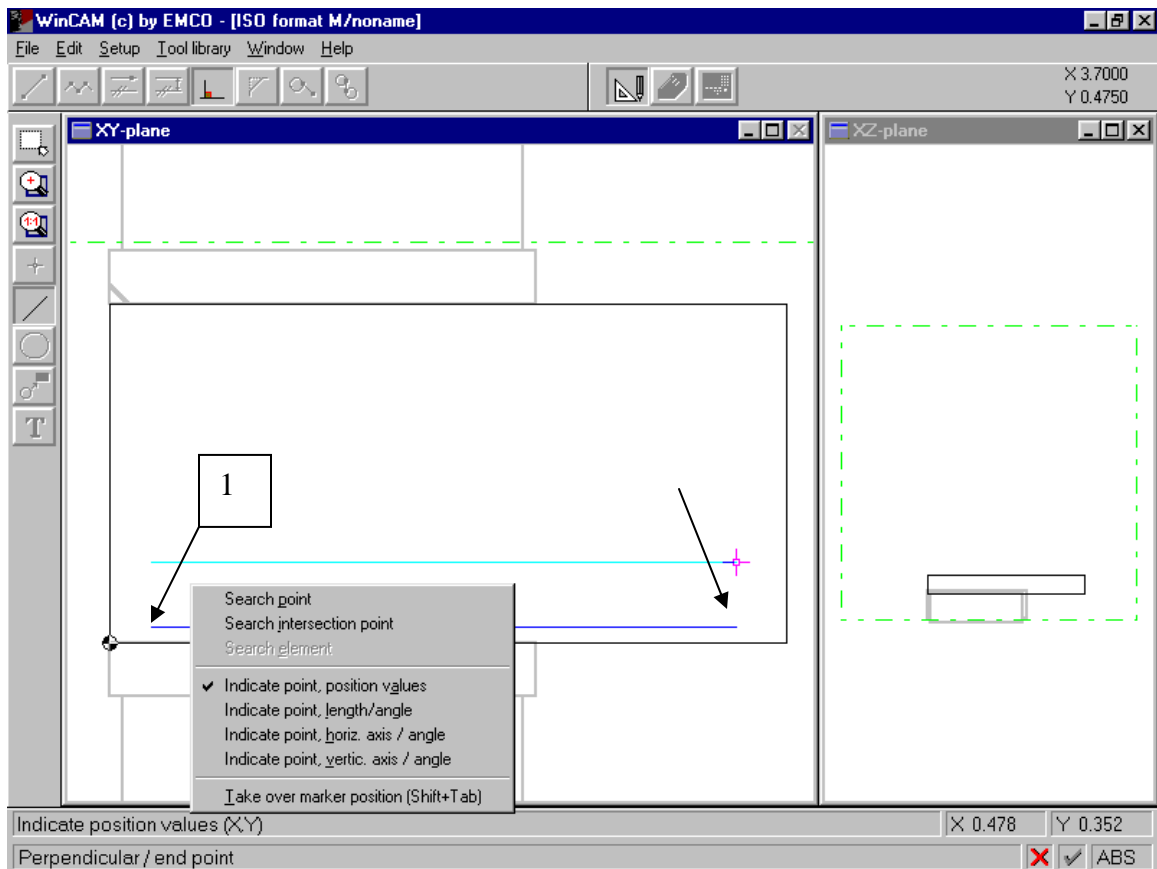 WinCAM (c) by EMCO - [ISO format M/noname]
File Edit Setup Tool library Window Help
X 3.7000
Y 0.4750
XY-plane
XZ-plane
1:1
T
1
Search point
Search intersection point
Search element
Indicate point, position values
Indicate point, length/angle
Indicate point, horiz. axis / angle
Indicate point, vertic. axis / angle
Take over marker position (Shift+Tab)
Indicate position values (X,Y) X 0.478 Y 0.352
Perpendicular / end point ABS